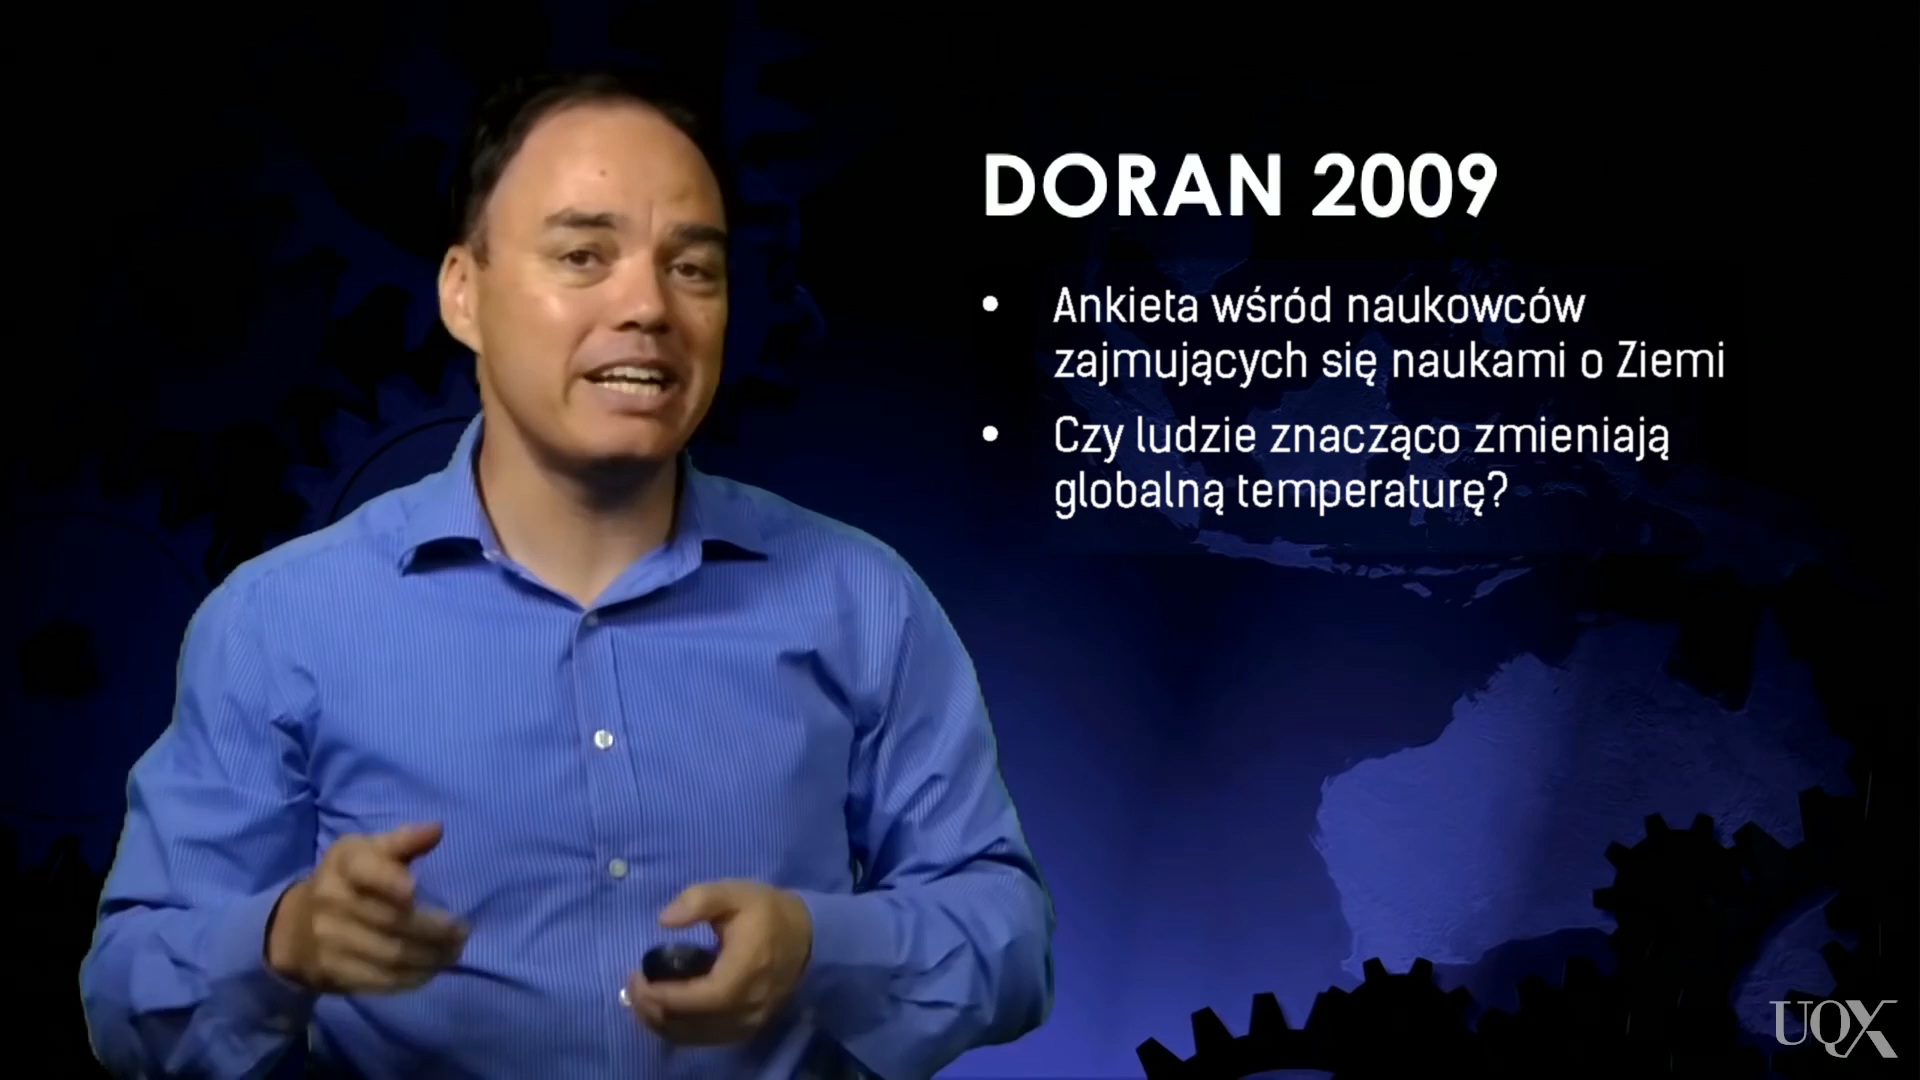 DORAN 2009
• Ankieta wśród naukowców
zajmujących się naukami o Ziemi
• Czy ludzie znacząco zmieniają
globalną temperaturę?
UQX